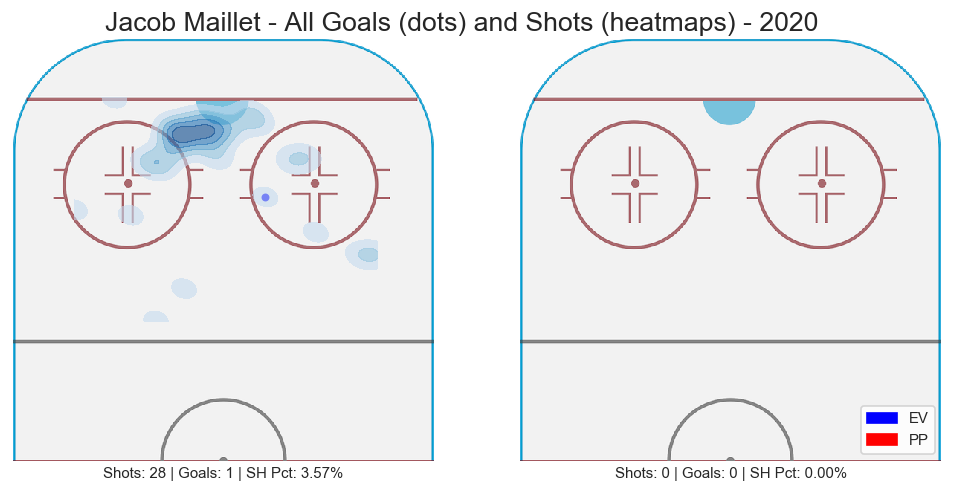 Jacob Maillet - All Goals (dots) and Shots (heatmaps) - 2020
EV
PP
Shots: 28 | Goals: 1 | SH Pct: 3.57%
Shots: 0 | Goals: 0 | SH Pct: 0.00%